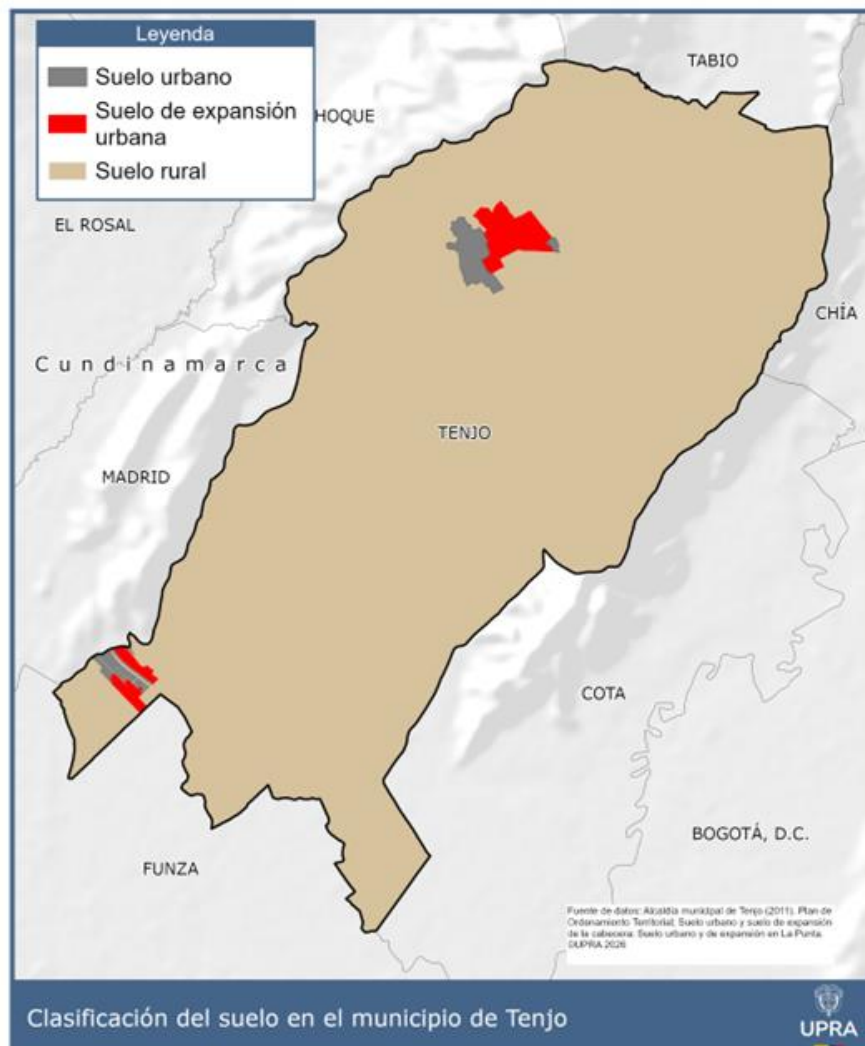 Leyenda
Suelo urbano
Suelo de expansión
urbana
Suelo rural
TABIO
HOQUE
EL ROSAL
CHÍA
Cundinamarca
TENJO
MADRID
COTA
BOGOTÁ, D.C.
FUNZA
Fuente de datos: Alcaldía municipal de Tenjo (2011). Plan de
Ordenamiento Territorial; Suelo urbano y suelo de expansión
de la cabecera. Suelo urbano y de expansión en La Punta.
©UPRA 2026
Clasificación del suelo en el municipio de Tenjo
UPRA